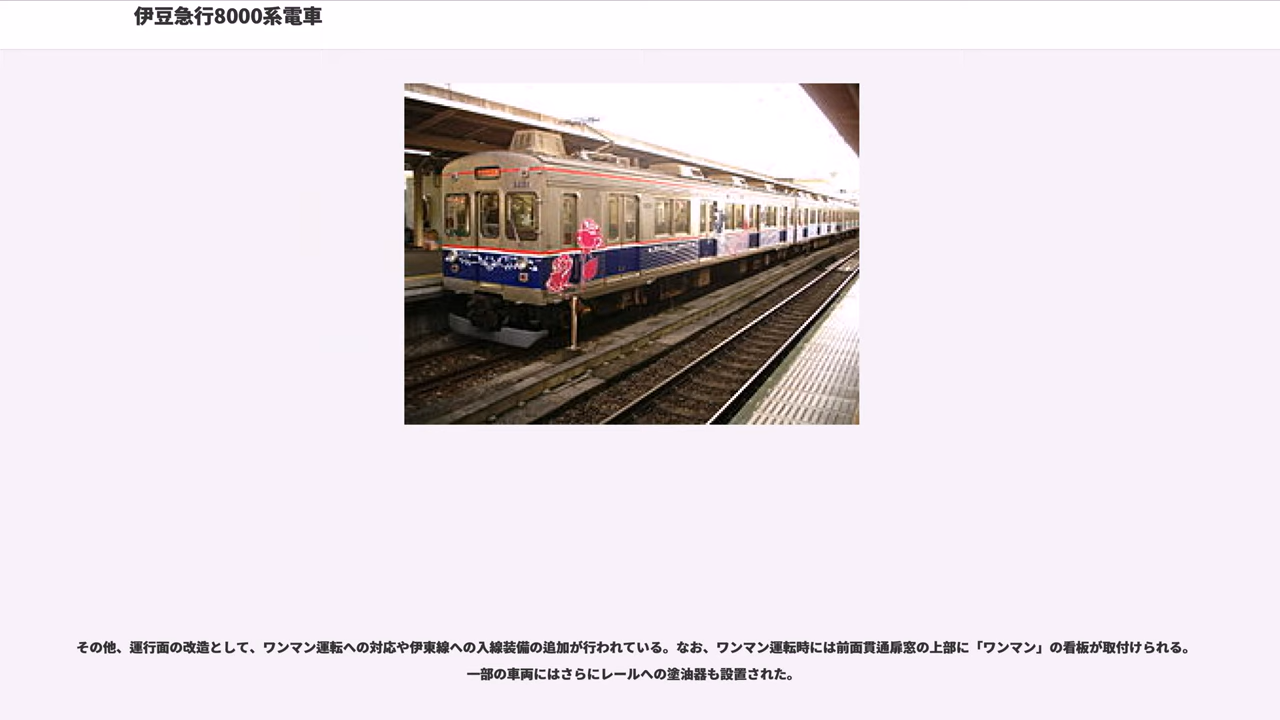 伊豆急行8000系電車
その他、運行面の改造として、ワンマン運転への対応や伊東線への入線装備の追加が行われている。なお、ワンマン運転時には前面貫通扉窓の上部に「ワンマン」の看板が取付けられる。
一部の車両にはさらにレールへの塗油器も設置された。